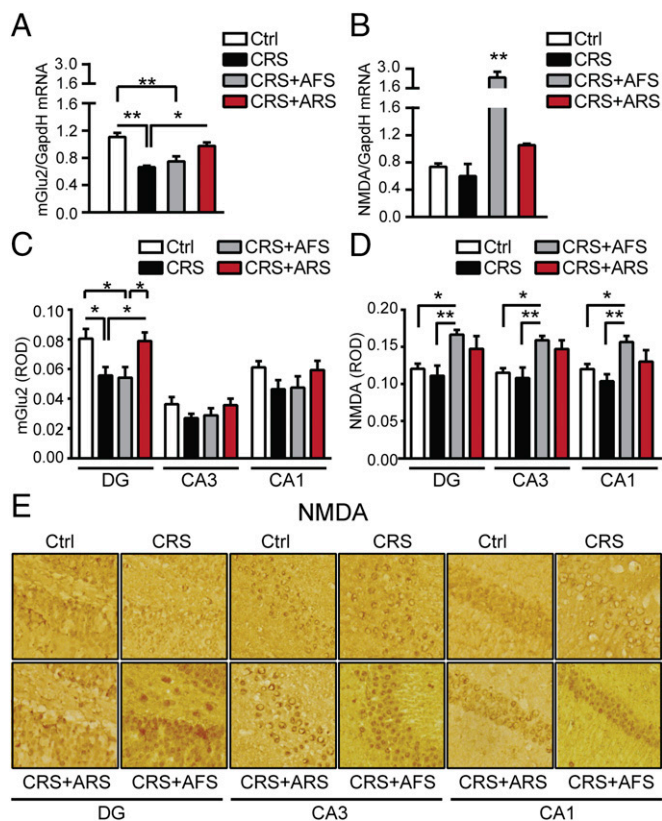 A
Ctrl
CRS
CRS+AFS
CRS+ARS
mGlu2/GapdH mRNA
3.0
1.6
1.6
1.2
0.8
0.4
0.0
**
**
*
B
Ctrl
CRS
CRS+AFS
CRS+ARS
NMDA/GapdH mRNA
3.0
1.6
1.6
1.2
0.8
0.4
0.0
**
C
Ctrl
CRS+AFS
CRS
CRS+ARS
mGlu2 (ROD)
0.10
0.08
0.06
0.04
0.02
0.00
* *
* *
DG CA3 CA1
D
Ctrl
CRS+AFS
CRS
CRS+ARS
NMDA (ROD)
0.20
0.15
0.10
0.05
0.00
* * *
** ** **
DG CA3 CA1
E
NMDA
Ctrl CRS Ctrl CRS Ctrl CRS
CRS+ARS CRS+AFS CRS+ARS CRS+AFS CRS+ARS CRS+AFS
DG CA3 CA1